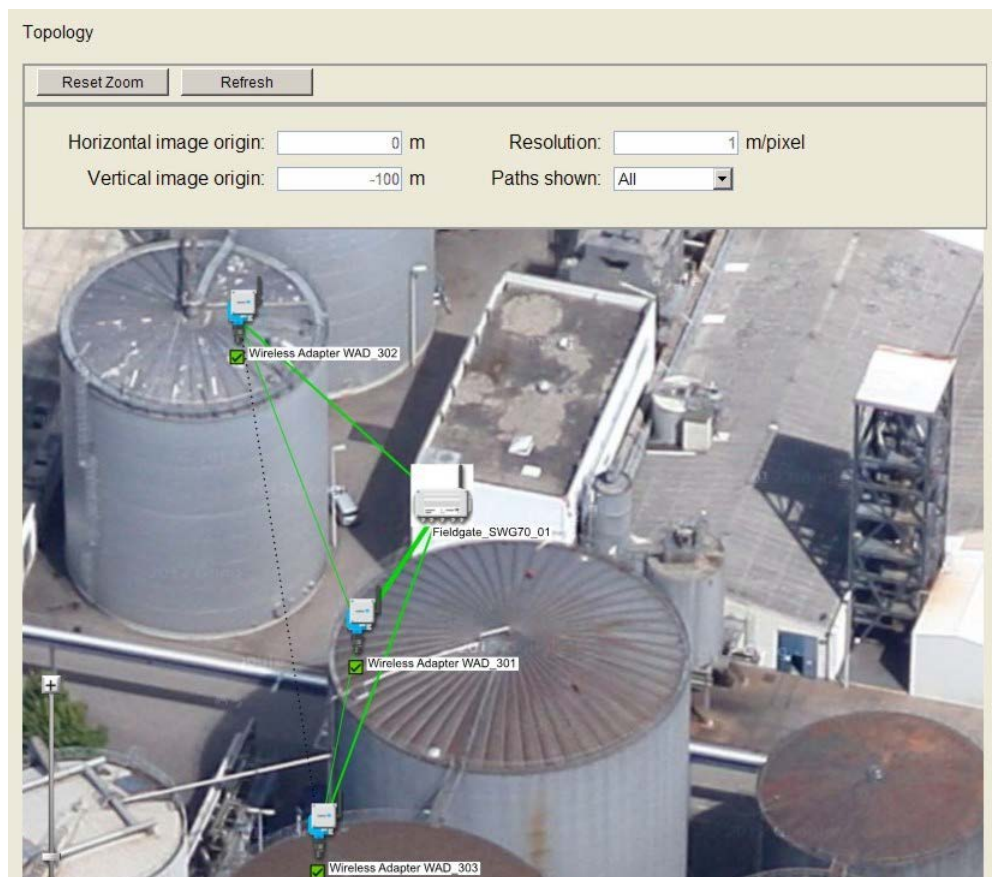 Topology
Reset Zoom Refresh
Horizontal image origin: 0 m Resolution: 1 m/pixel
Vertical image origin: -100 m Paths shown: All
Wireless Adapter WAD_302
Fieldgate_SWG70_01
Wireless Adapter WAD_301
+
Wireless Adapter WAD_303